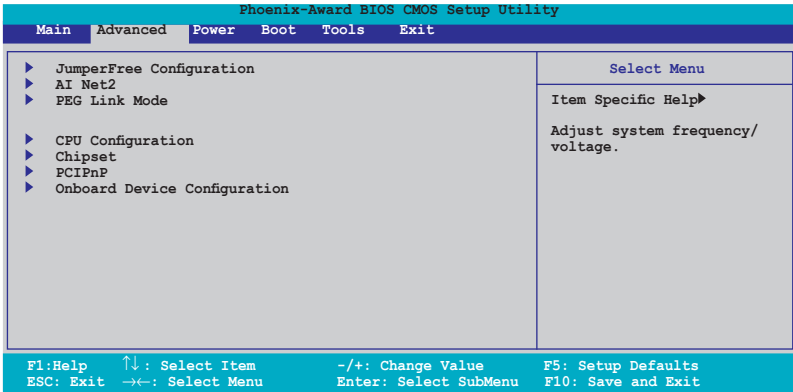 Phoenix-Award BIOS CMOS Setup Utility
Main Advanced Power Boot Tools Exit
JumperFree Configuration
AI Net2
PEG Link Mode
CPU Configuration
Chipset
PCIPnP
Onboard Device Configuration
Select Menu
Item Specific Help
Adjust system frequency/
voltage.
F1:Help ↑↓: Select Item -/+: Change Value F5: Setup Defaults
ESC: Exit →←: Select Menu Enter: Select SubMenu F10: Save and Exit